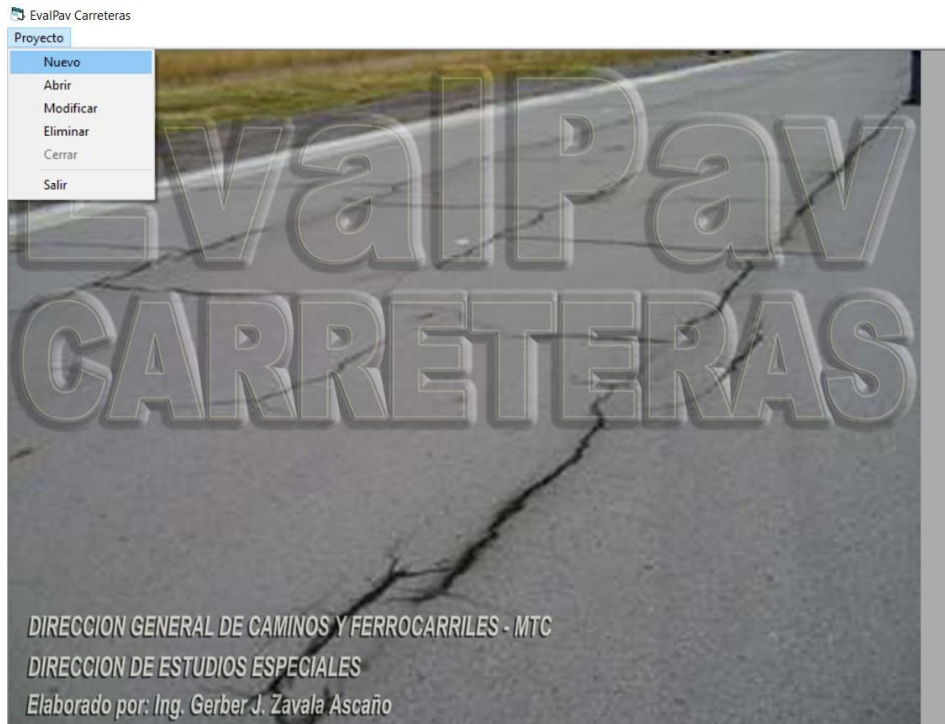 EvalPav Carreteras
Proyecto
Nuevo
Abrir
Modificar
Eliminar
Cerrar
Salir
EvalPav
CARRETERAS
DIRECCION GENERAL DE CAMINOS Y FERROCARRILES - MTC
DIRECCION DE ESTUDIOS ESPECIALES
Elaborado por: Ing. Gerber J. Zavala Ascaño